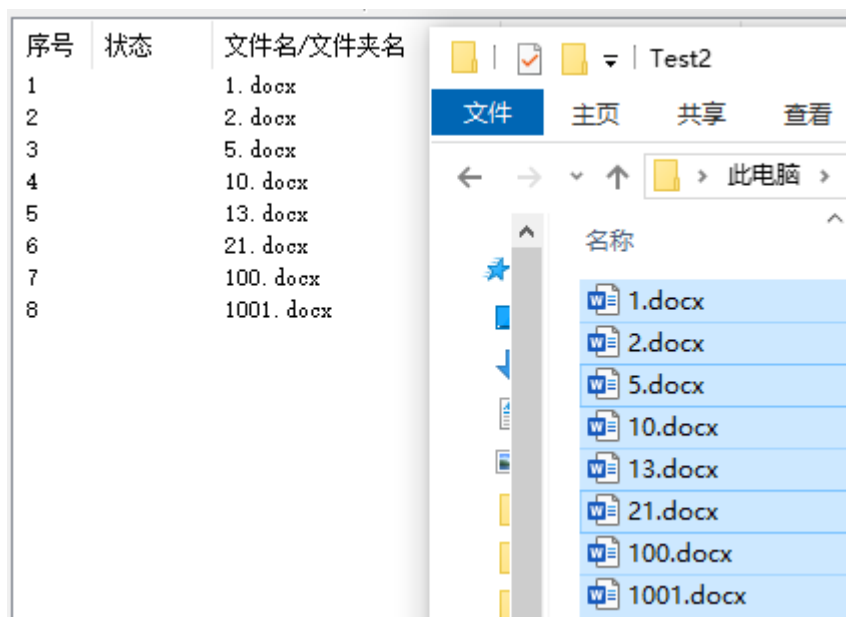 序号 状态 文件名/文件夹名
1 1.docx
2 2.docx
3 5.docx
4 10.docx
5 13.docx
6 21.docx
7 100.docx
8 1001.docx
Test2
文件 主页 共享 查看
此电脑
名称
1.docx
2.docx
5.docx
10.docx
13.docx
21.docx
100.docx
1001.docx